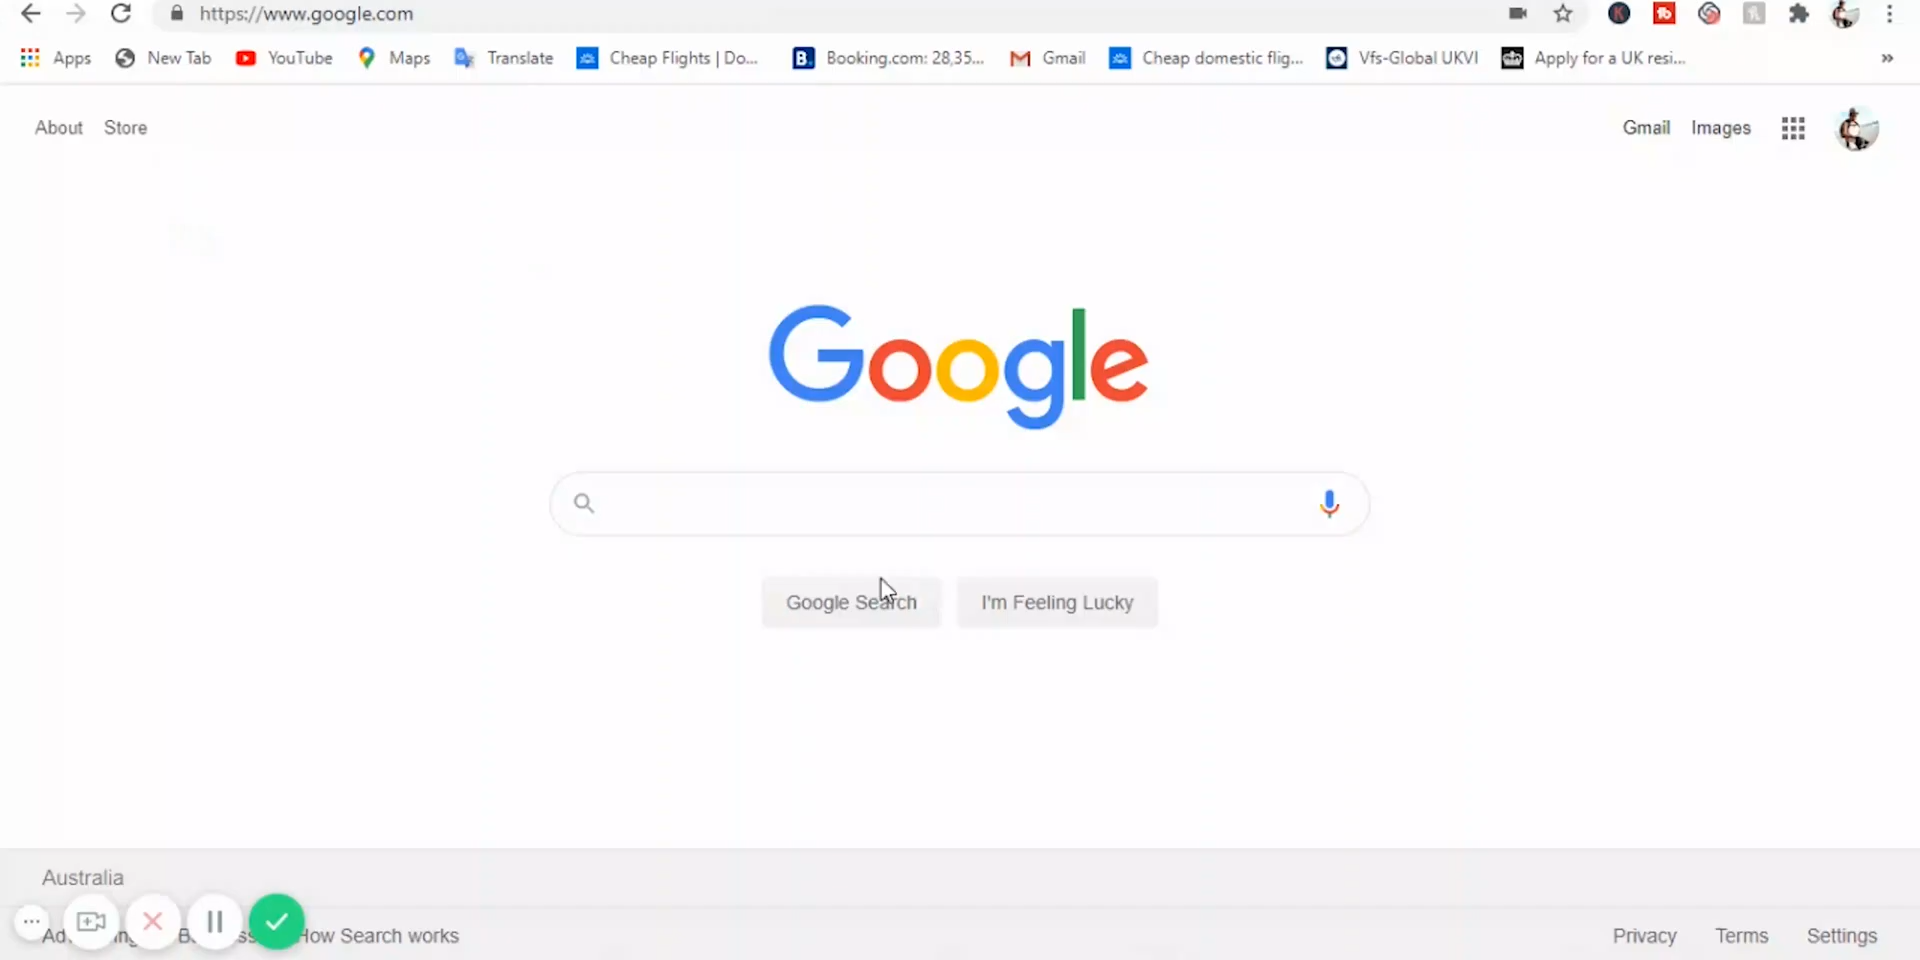 https://www.google.com
Apps New Tab YouTube Maps Translate Cheap Flights | Do... B. Booking.com: 28,35... Gmail Cheap domestic flig... Vfs-Global UKVI Apply for a UK resi... »
About Store Gmail Images
Google
Google Search I'm Feeling Lucky
Australia
How Search works Privacy Terms Settings